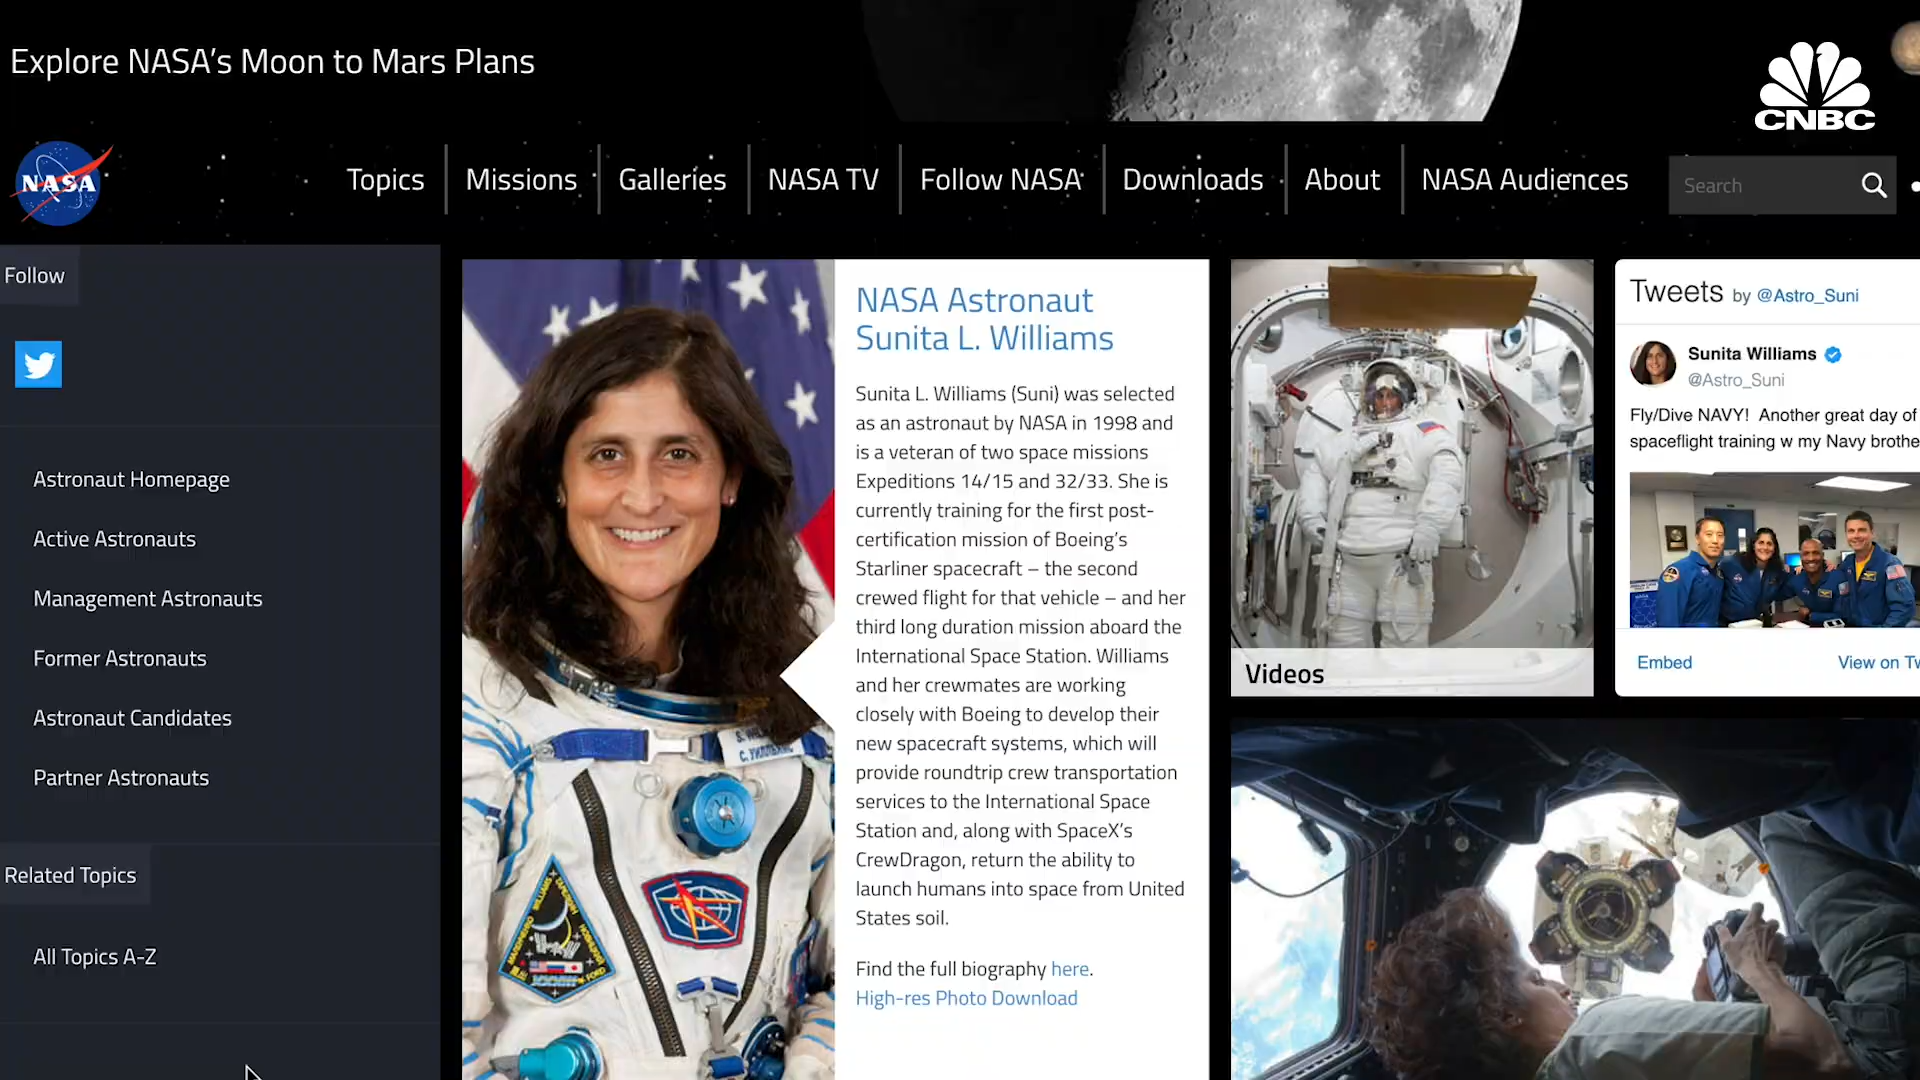 Explore NASA's Moon to Mars Plans
CNBC
NASA
Topics
Missions
Galleries
NASA TV
Follow NASA
Downloads
About
NASA Audiences
Search
Follow
Astronaut Homepage
Active Astronauts
Management Astronauts
Former Astronauts
Astronaut Candidates
Partner Astronauts
Related Topics
All Topics A-Z
NASA Astronaut
Sunita L. Williams
Sunita L. Williams (Suni) was selected
as an astronaut by NASA in 1998 and
is a veteran of two space missions
Expeditions 14/15 and 32/33. She is
currently training for the first post-
certification mission of Boeing's
Starliner spacecraft – the second
crewed flight for that vehicle – and her
third long duration mission aboard the
International Space Station. Williams
and her crewmates are working
closely with Boeing to develop their
new spacecraft systems, which will
provide roundtrip crew transportation
services to the International Space
Station and, along with SpaceX's
CrewDragon, return the ability to
launch humans into space from United
States soil.
Find the full biography here.
High-res Photo Download
Videos
Tweets by @Astro_Suni
Sunita Williams
@Astro_Suni
Fly/Dive NAVY! Another great day of
spaceflight training w my Navy brothe
Embed
View on Tw